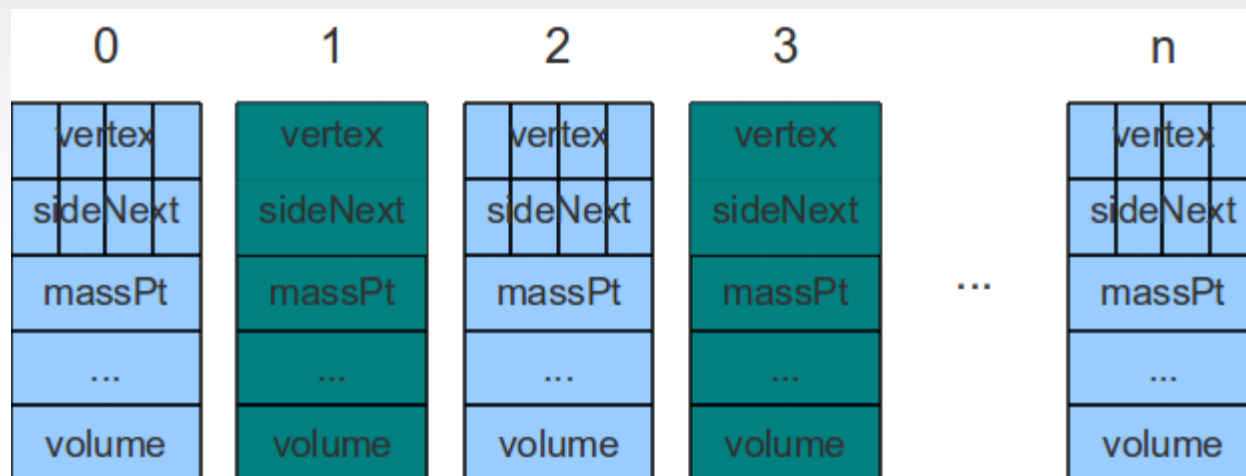 0 1 2 3 n
vertex vertex vertex vertex vertex
sideNext sideNext sideNext sideNext sideNext
massPt massPt massPt massPt ... massPt
... ... ... ... ...
volume volume volume volume volume